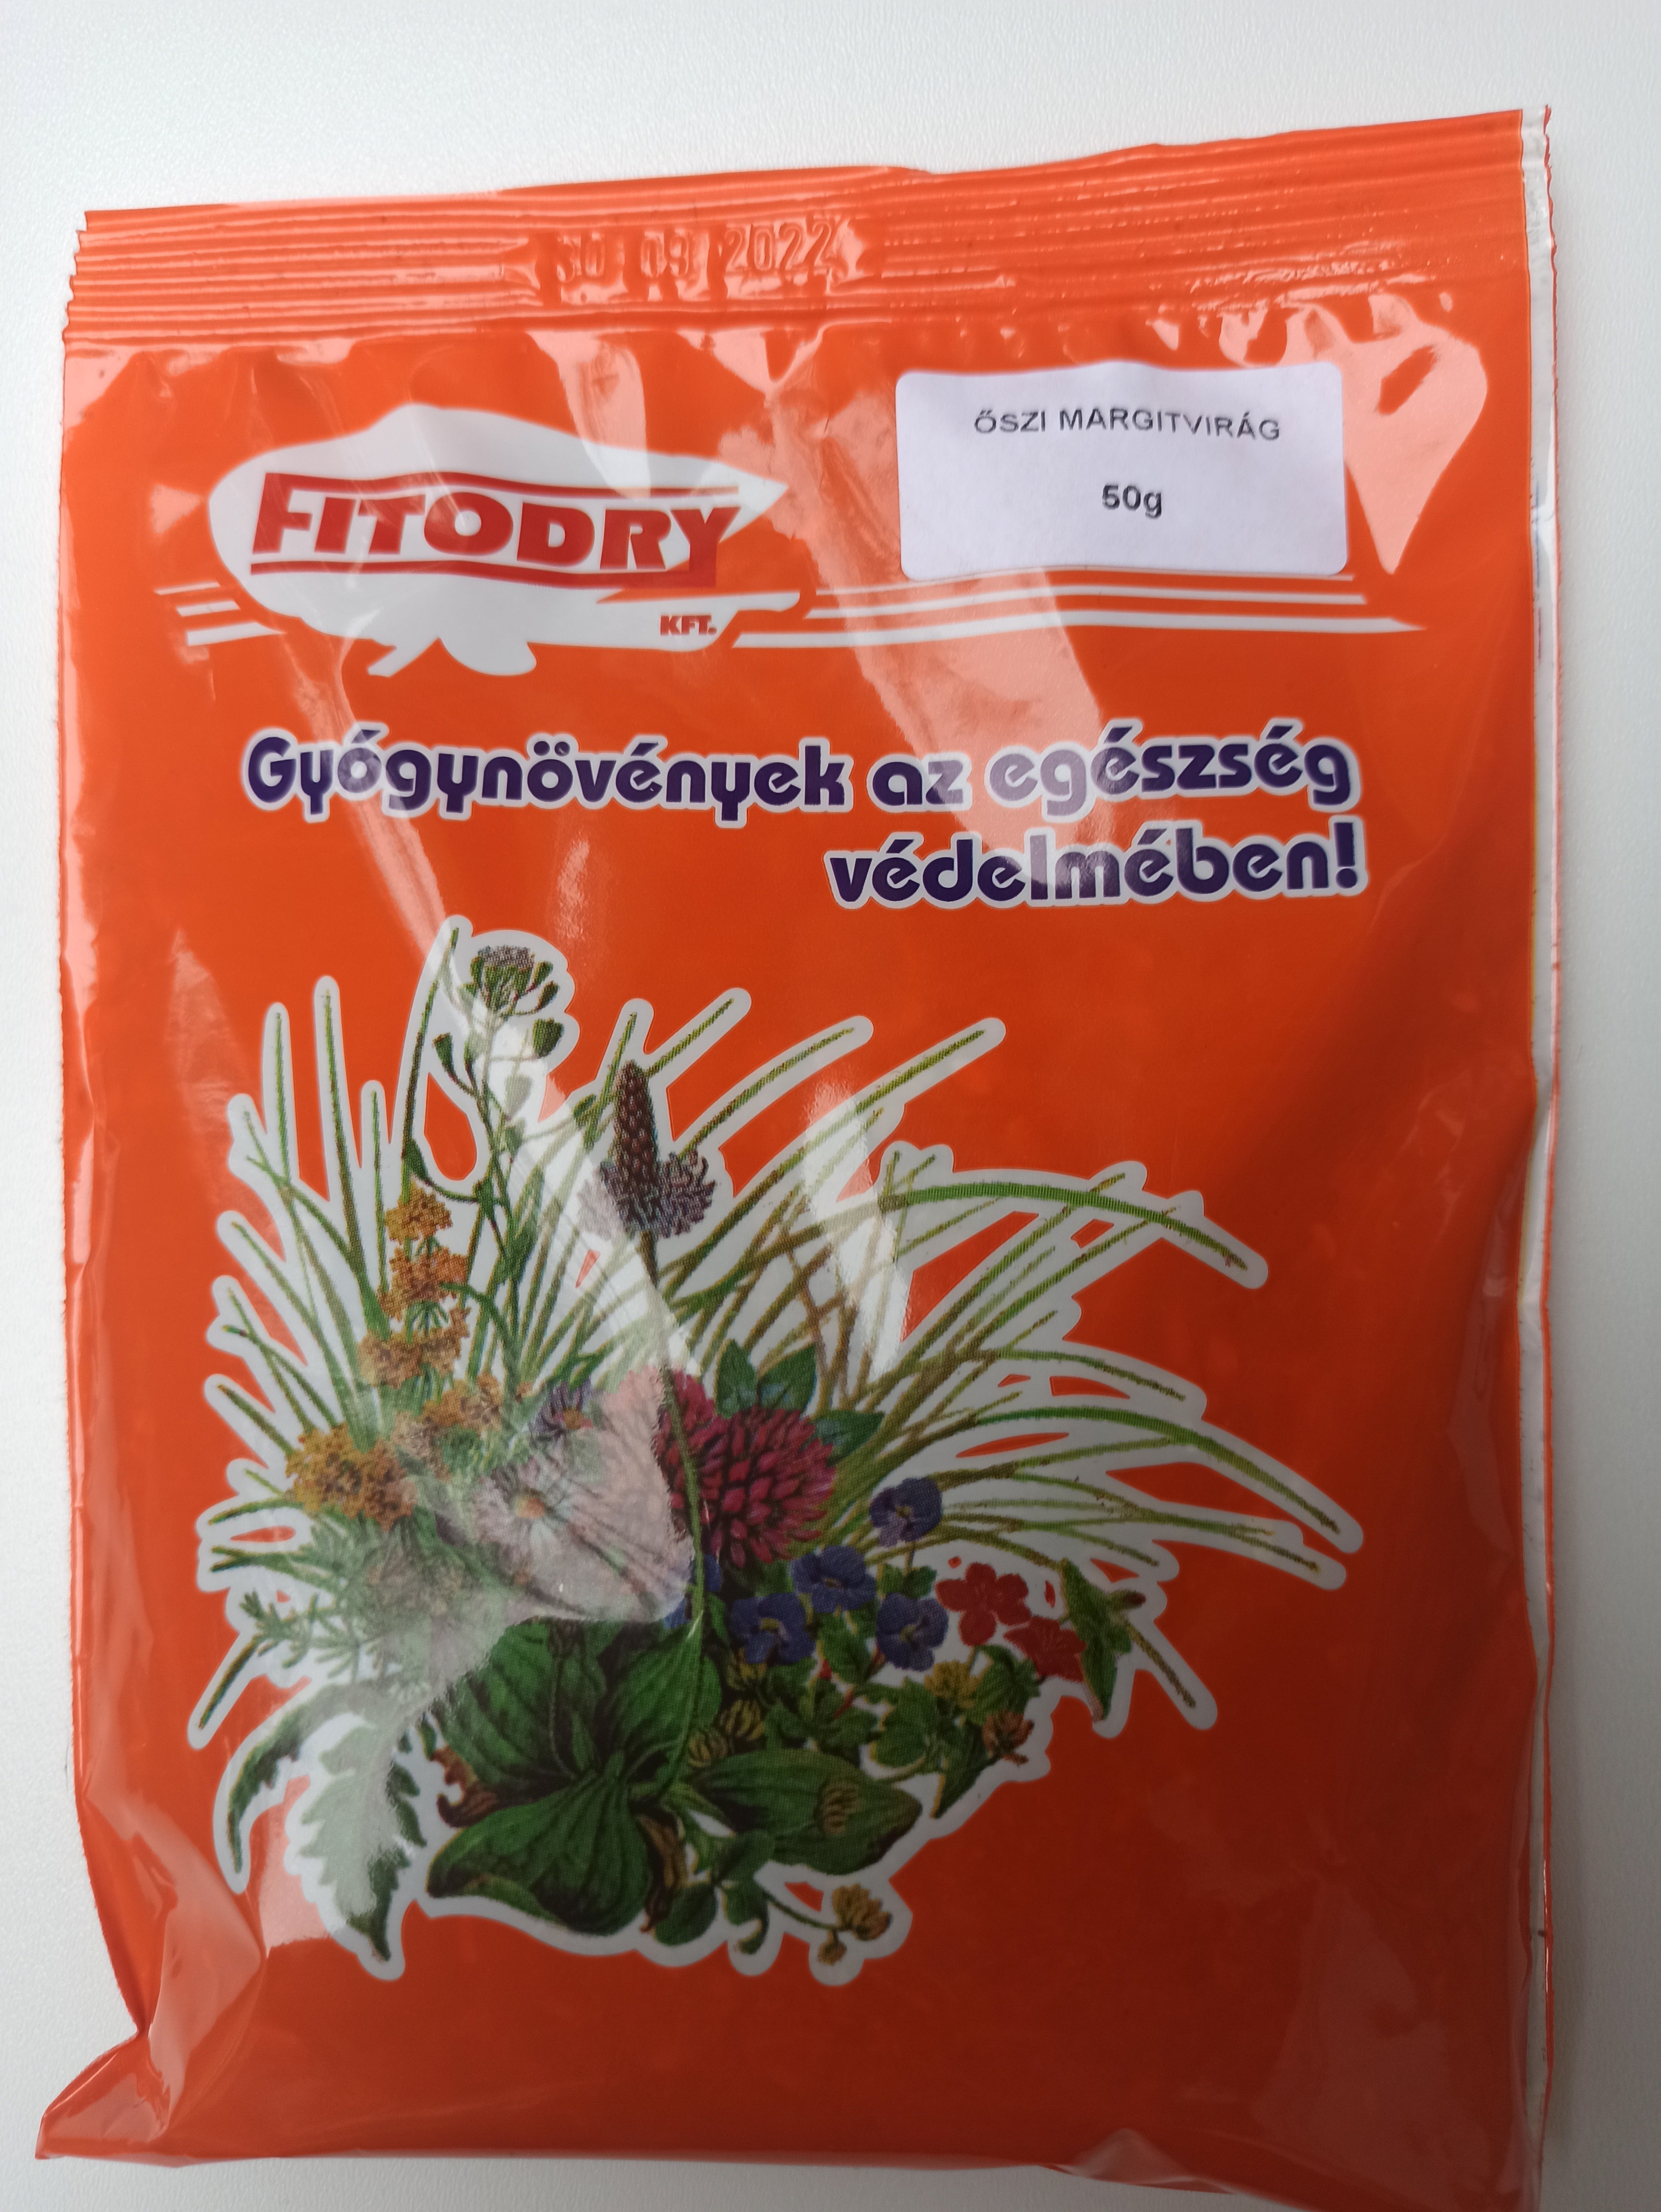 30 09 2022
ŐSZI MARGITVIRÁG
50g
FITODRY
KFT.
Gyógynövények az egészség
védelmében!